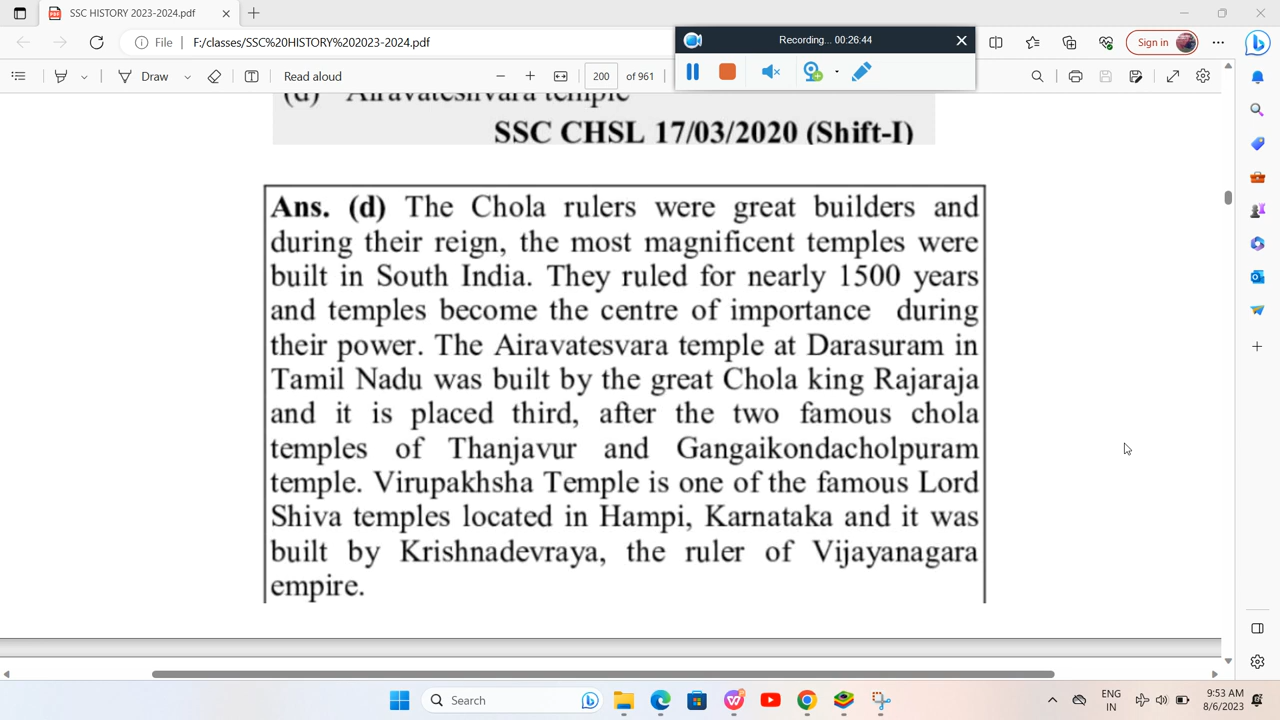 SSC HISTORY 2023-2024.pdf
File F:/classes/SSC%20HISTORY%202023-2024.pdf
Recording... 00:26:44
Sign in
Draw
Read aloud
200 of 961
(d) Airavateshvara temple
SSC CHSL 17/03/2020 (Shift-I)
Ans. (d) The Chola rulers were great builders and
during their reign, the most magnificent temples were
built in South India. They ruled for nearly 1500 years
and temples become the centre of importance during
their power. The Airavatesvara temple at Darasuram in
Tamil Nadu was built by the great Chola king Rajaraja
and it is placed third, after the two famous chola
temples of Thanjavur and Gangaikondacholpuram
temple. Virupakhsha Temple is one of the famous Lord
Shiva temples located in Hampi, Karnataka and it was
built by Krishnadevraya, the ruler of Vijayanagara
empire.
Search
ENG
IN
9:53 AM
8/6/2023